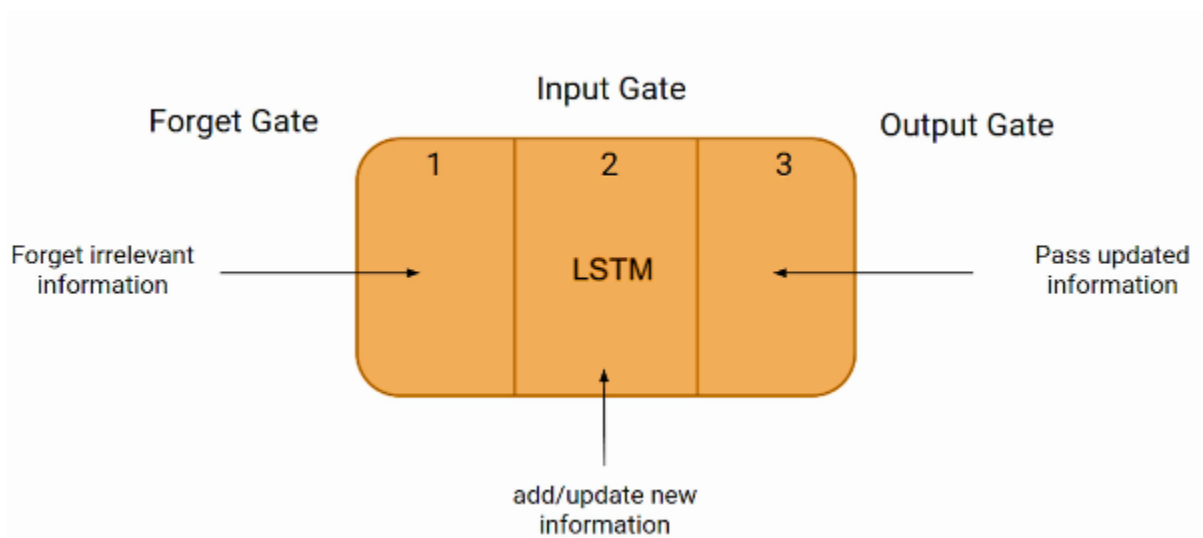 Input Gate
Forget Gate
Output Gate
1
2
3
Forget irrelevant
information
LSTM
Pass updated
information
add/update new
information